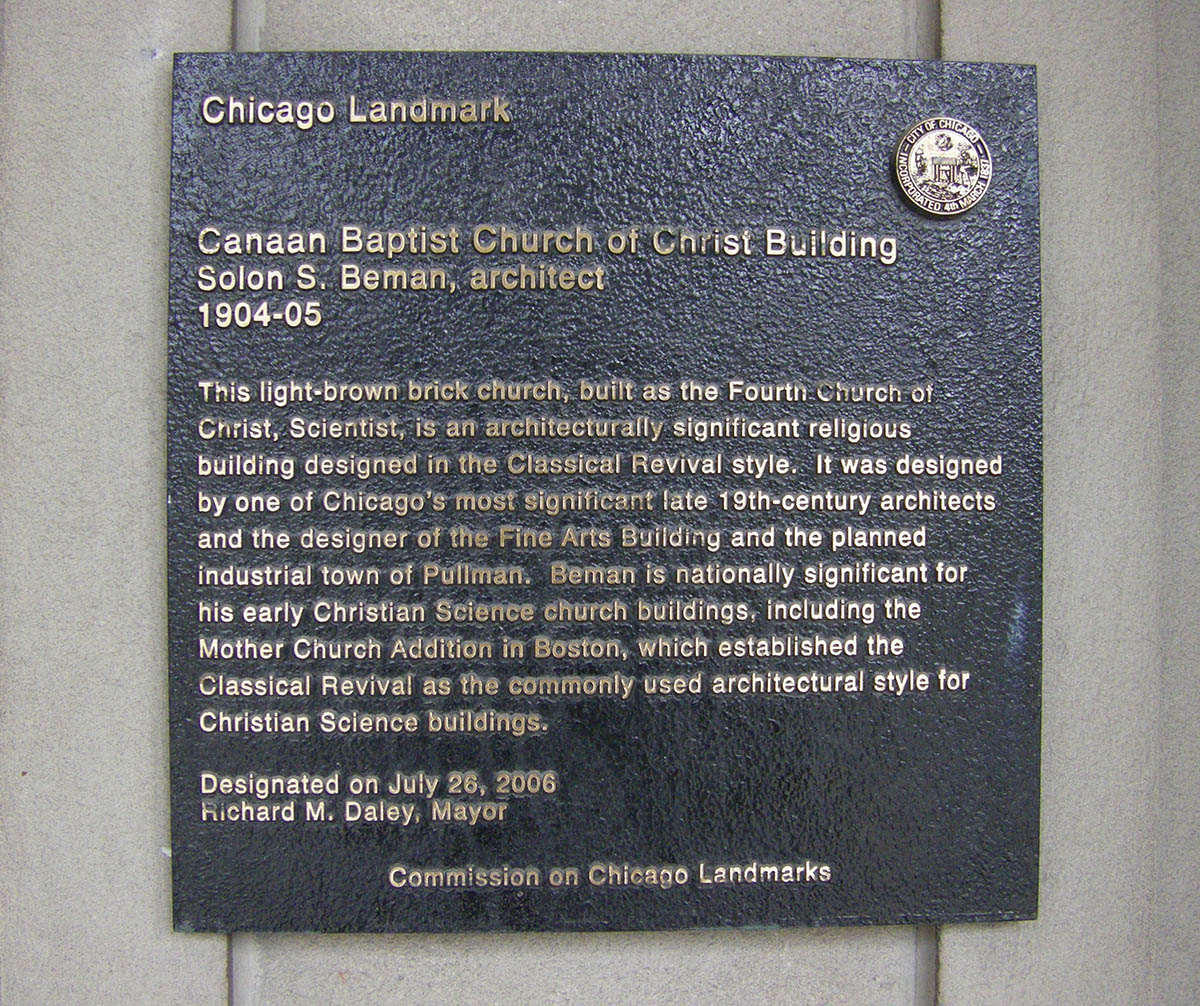 Chicago Landmark
CITY OF CHICAGO
INCORPORATED 4th MARCH 1837
Canaan Baptist Church of Christ Building
Solon S. Beman, architect
1904-05
This light-brown brick church, built as the Fourth Church of
Christ, Scientist, is an architecturally significant religious
building designed in the Classical Revival style. It was designed
by one of Chicago's most significant late 19th-century architects
and the designer of the Fine Arts Building and the planned
industrial town of Pullman. Beman is nationally significant for
his early Christian Science church buildings, including the
Mother Church Addition in Boston, which established the
Classical Revival as the commonly used architectural style for
Christian Science buildings.
Designated on July 26, 2006
Richard M. Daley, Mayor
Commission on Chicago Landmarks